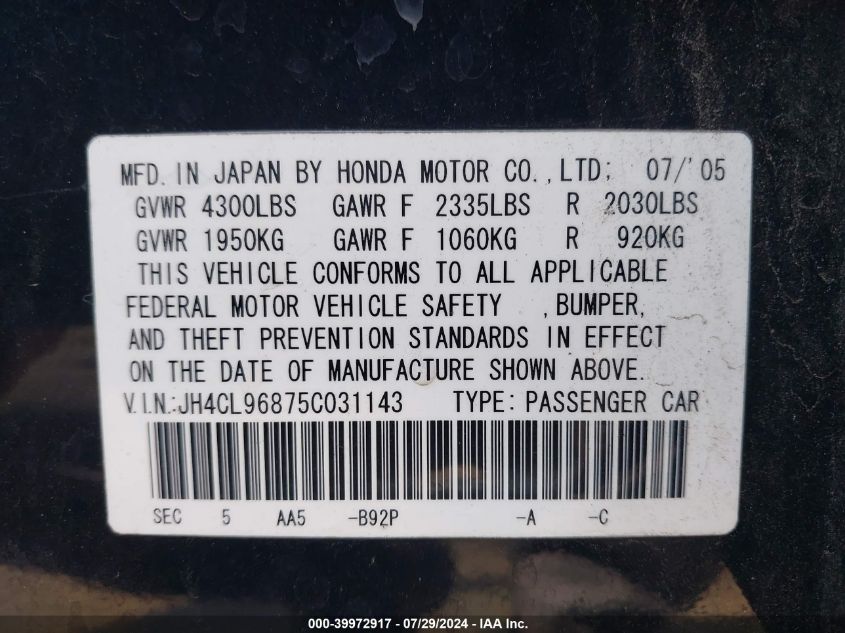 MFD. IN JAPAN BY HONDA MOTOR CO., LTD; 07/'05
GVWR 4300LBS GAWR F 2335LBS R 2030LBS
GVWR 1950KG GAWR F 1060KG R 920KG
THIS VEHICLE CONFORMS TO ALL APPLICABLE
FEDERAL MOTOR VEHICLE SAFETY , BUMPER,
AND THEFT PREVENTION STANDARDS IN EFFECT
ON THE DATE OF MANUFACTURE SHOWN ABOVE.
V.I.N.:JH4CL96875C031143 TYPE: PASSENGER CAR
SEC 5 AA5 -B92P -A -C
000-39972917 - 07/29/2024 - IAA Inc.